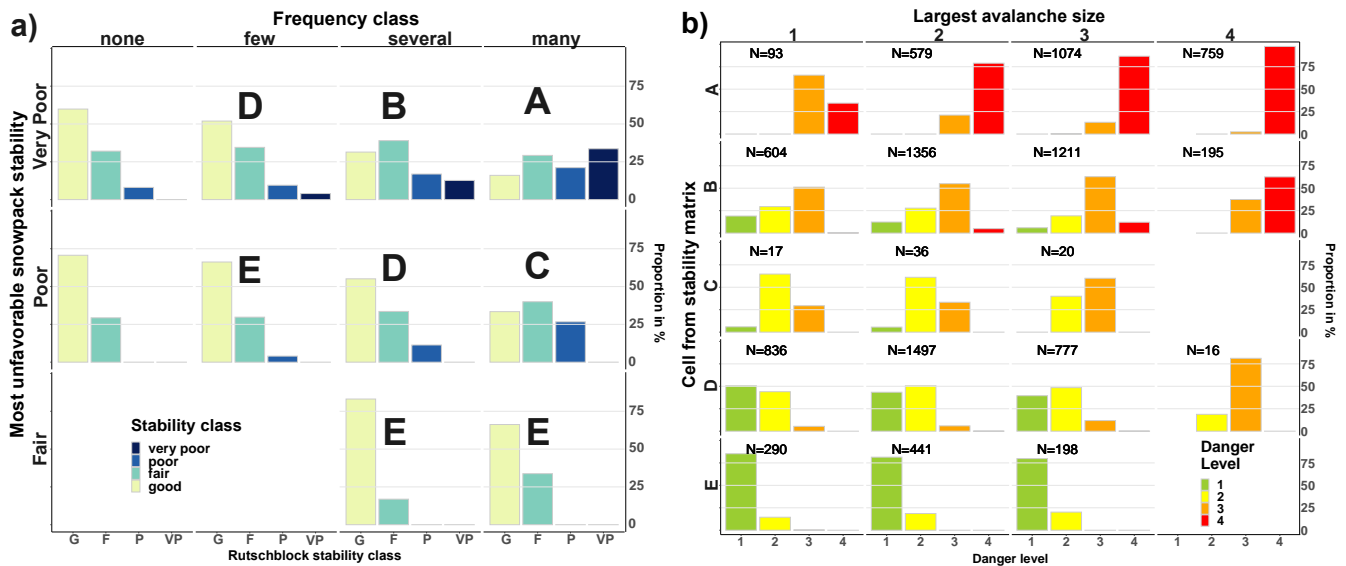 a)
Frequency class
none few several many
Most unfavorable snowpack stability
Very Poor
Poor
Fair
D B A
E D C
E E
75
50
25
0
75
50
25
0
75
50
25
0
Proportion in %
Stability class
very poor
poor
fair
good
G F P VP G F P VP G F P VP G F P VP
Rutschblock stability class
b)
Largest avalanche size
1 2 3 4
Cell from stability matrix
A
N=93 N=579 N=1074 N=759
75
50
25
0
B
N=604 N=1356 N=1211 N=195
75
50
25
0
C
N=17 N=36 N=20
75
50
25
0
D
N=836 N=1497 N=777 N=16
75
50
25
0
E
N=290 N=441 N=198
75
50
25
0
Proportion in %
Danger
Level
1
2
3
4
1 2 3 4 1 2 3 4 1 2 3 4 1 2 3 4
Danger level